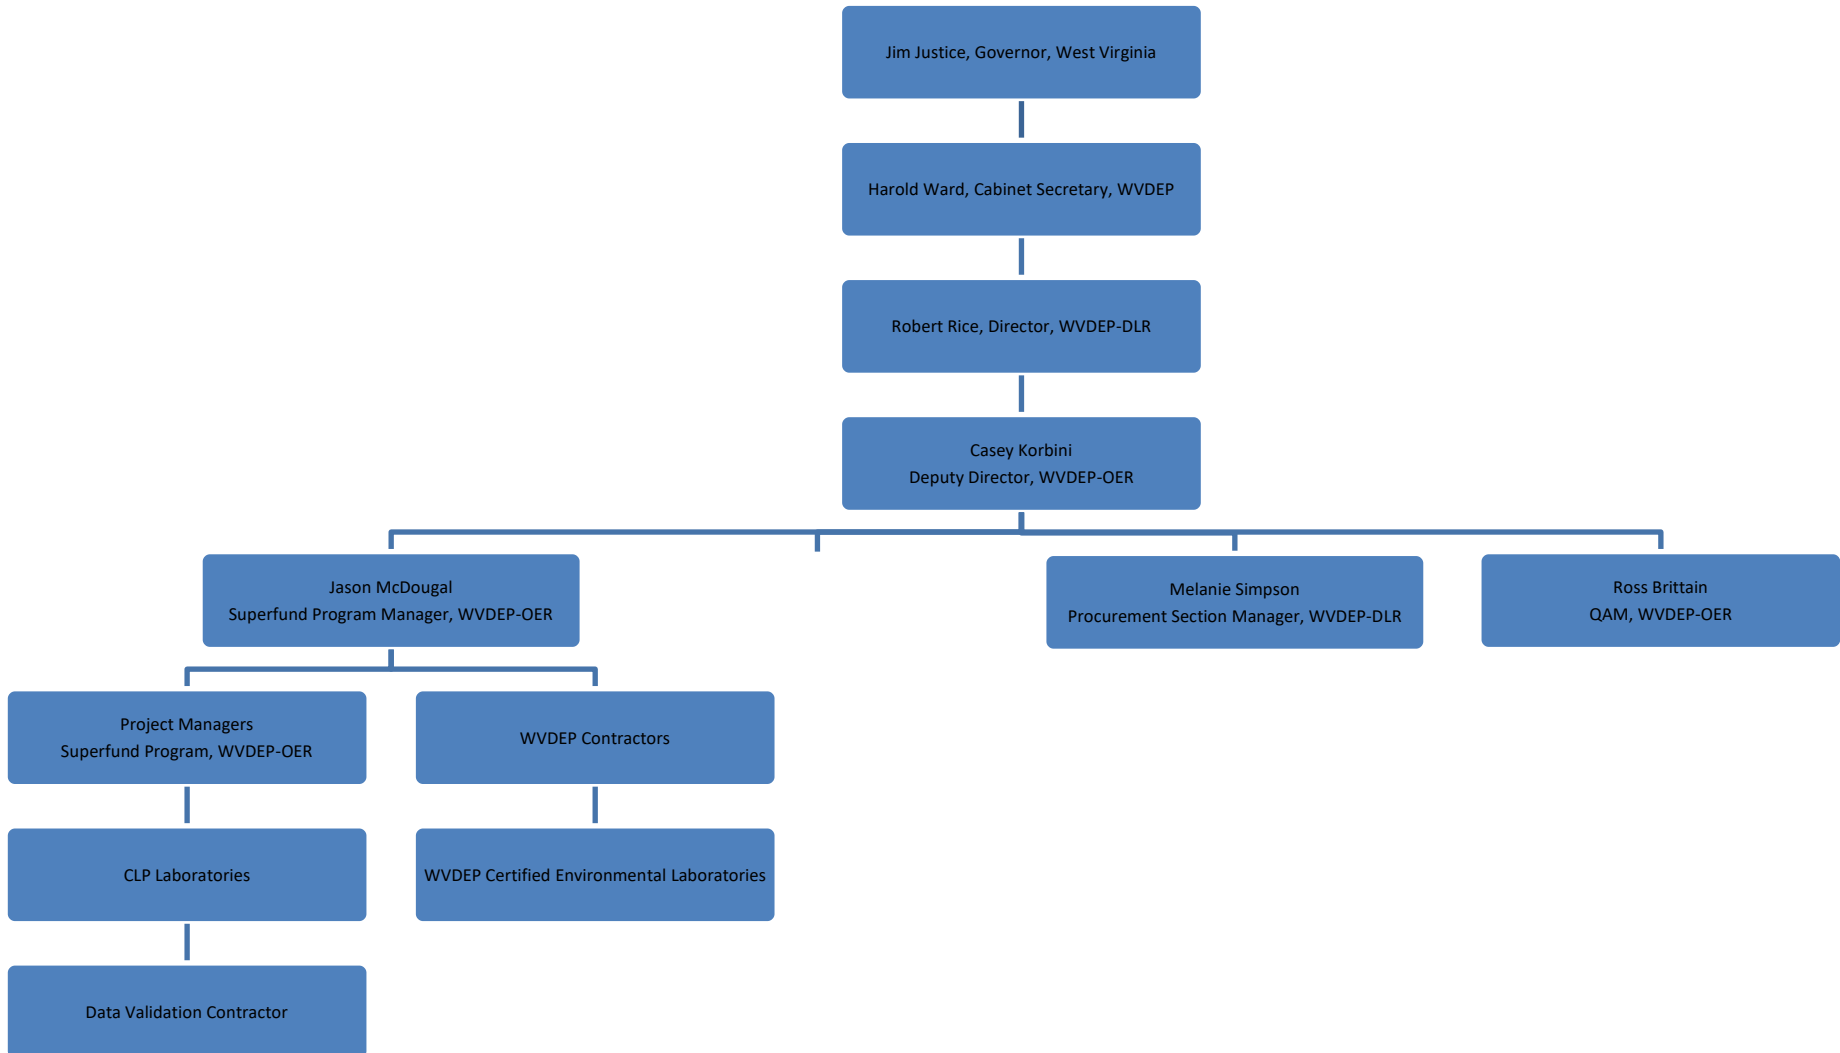 Jim Justice, Governor, West Virginia
Harold Ward, Cabinet Secretary, WVDEP
Robert Rice, Director, WVDEP-DLR
Casey Korbini
Deputy Director, WVDEP-OER
Jason McDougal
Superfund Program Manager, WVDEP-OER
Melanie Simpson
Procurement Section Manager, WVDEP-DLR
Ross Brittain
QAM, WVDEP-OER
Project Managers
Superfund Program, WVDEP-OER
WVDEP Contractors
CLP Laboratories
WVDEP Certified Environmental Laboratories
Data Validation Contractor